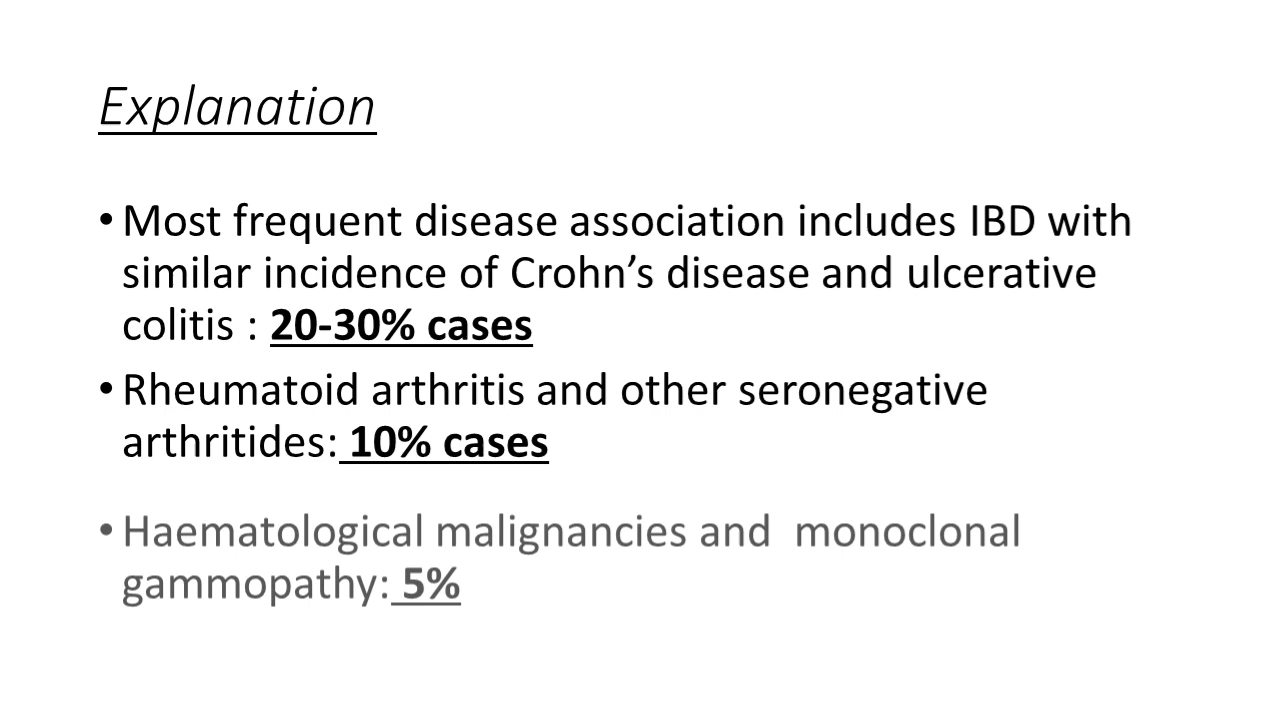 Explanation
• Most frequent disease association includes IBD with
similar incidence of Crohn’s disease and ulcerative
colitis : 20-30% cases
• Rheumatoid arthritis and other seronegative
arthritides: 10% cases
• Haematological malignancies and  monoclonal
gammopathy: 5%